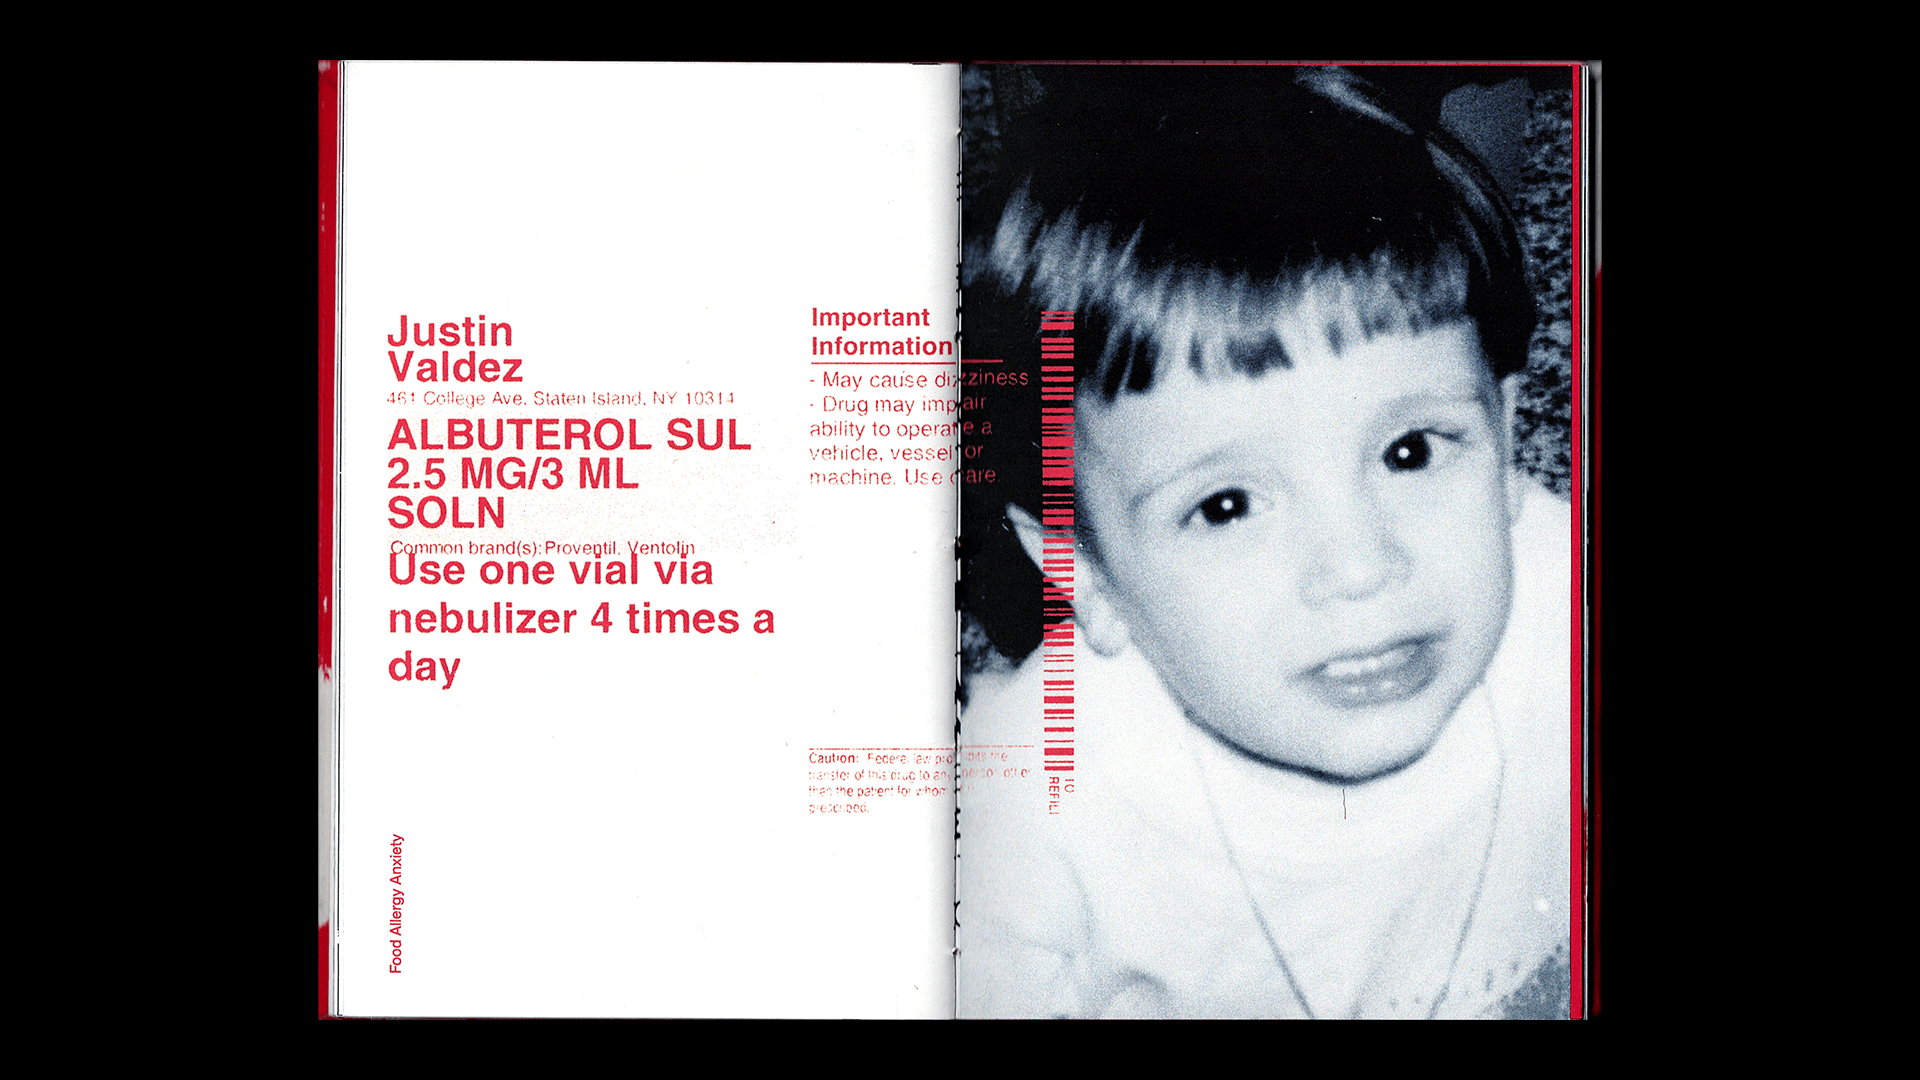 Justin
Valdez
461 College Ave, Staten Island, NY 10314
ALBUTEROL SUL
2.5 MG/3 ML
SOLN
Common brand(s): Proventil, Ventolin
Use one vial via
nebulizer 4 times a
day
Important
Information
- May cause dizziness
- Drug may impair
ability to operate a
vehicle, vessel or
machine. Use care.
Caution: Federal law prohibits the
transfer of this drug to any person other
than the patient for whom
prescribed.
TO
REFILL
Food Allergy Anxiety